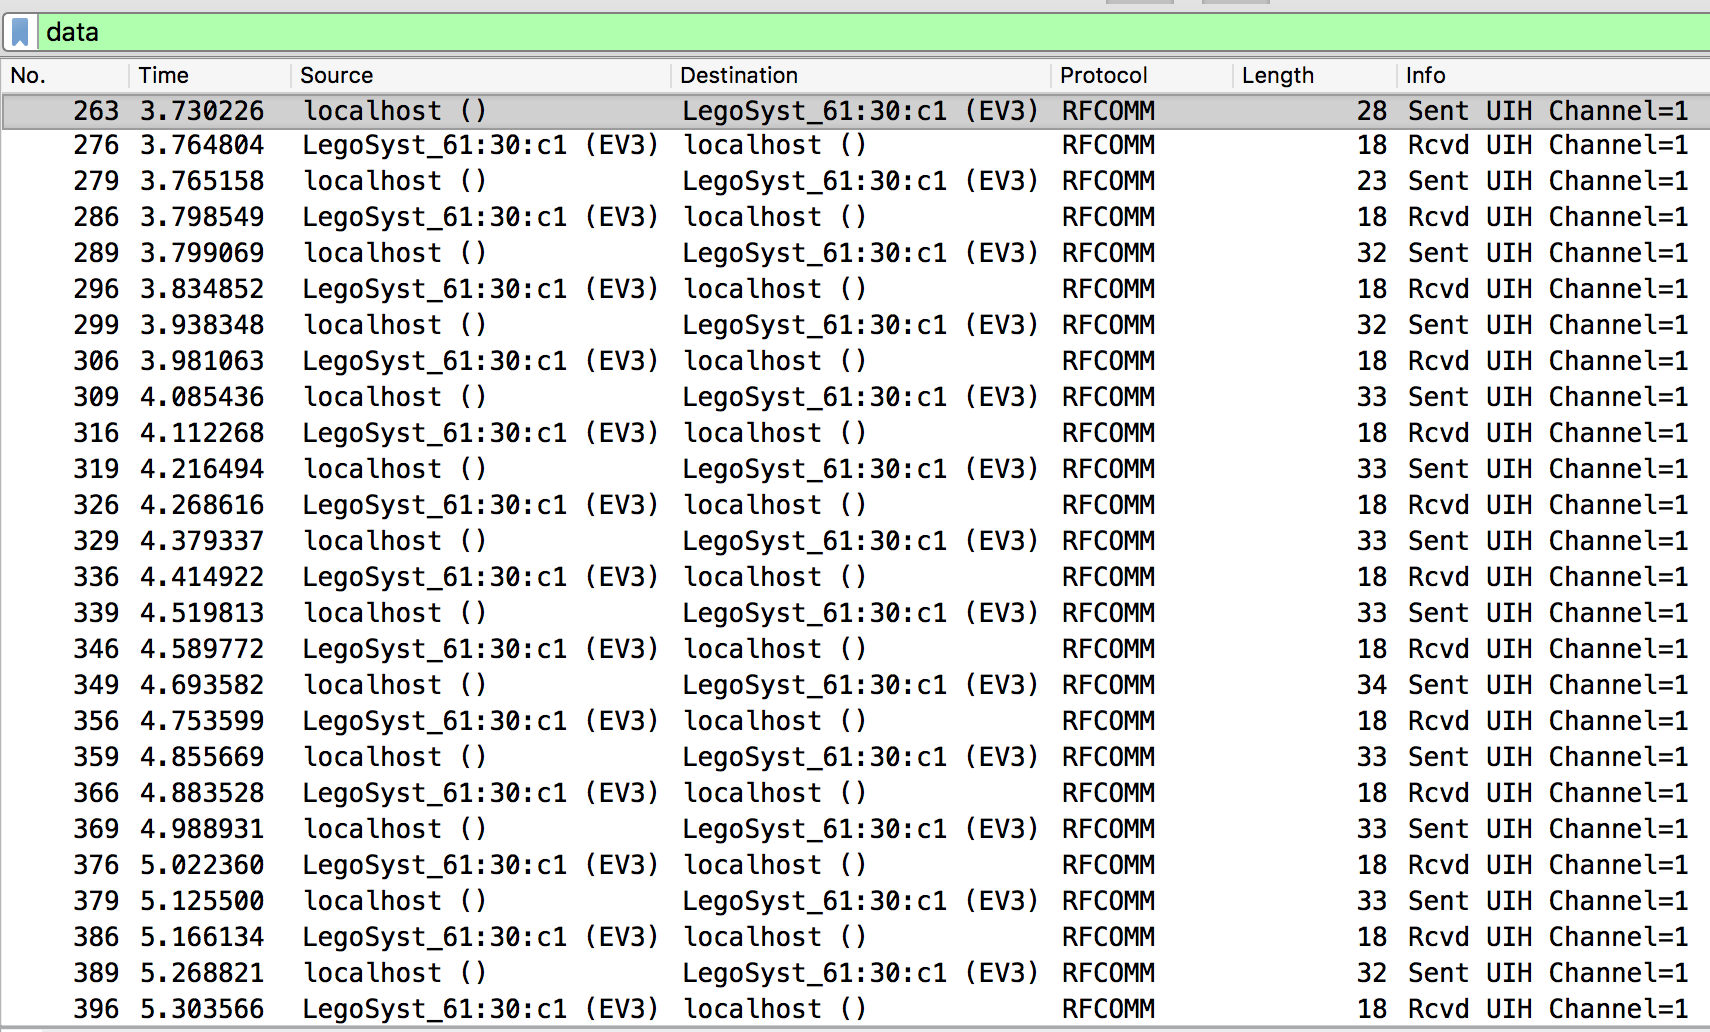 data
No. Time Source Destination Protocol Length Info
263 3.730226 localhost () LegoSyst_61:30:c1 (EV3) RFCOMM 28 Sent UIH Channel=1
276 3.764804 LegoSyst_61:30:c1 (EV3) localhost () RFCOMM 18 Rcvd UIH Channel=1
279 3.765158 localhost () LegoSyst_61:30:c1 (EV3) RFCOMM 23 Sent UIH Channel=1
286 3.798549 LegoSyst_61:30:c1 (EV3) localhost () RFCOMM 18 Rcvd UIH Channel=1
289 3.799069 localhost () LegoSyst_61:30:c1 (EV3) RFCOMM 32 Sent UIH Channel=1
296 3.834852 LegoSyst_61:30:c1 (EV3) localhost () RFCOMM 18 Rcvd UIH Channel=1
299 3.938348 localhost () LegoSyst_61:30:c1 (EV3) RFCOMM 32 Sent UIH Channel=1
306 3.981063 LegoSyst_61:30:c1 (EV3) localhost () RFCOMM 18 Rcvd UIH Channel=1
309 4.085436 localhost () LegoSyst_61:30:c1 (EV3) RFCOMM 33 Sent UIH Channel=1
316 4.112268 LegoSyst_61:30:c1 (EV3) localhost () RFCOMM 18 Rcvd UIH Channel=1
319 4.216494 localhost () LegoSyst_61:30:c1 (EV3) RFCOMM 33 Sent UIH Channel=1
326 4.268616 LegoSyst_61:30:c1 (EV3) localhost () RFCOMM 18 Rcvd UIH Channel=1
329 4.379337 localhost () LegoSyst_61:30:c1 (EV3) RFCOMM 33 Sent UIH Channel=1
336 4.414922 LegoSyst_61:30:c1 (EV3) localhost () RFCOMM 18 Rcvd UIH Channel=1
339 4.519813 localhost () LegoSyst_61:30:c1 (EV3) RFCOMM 33 Sent UIH Channel=1
346 4.589772 LegoSyst_61:30:c1 (EV3) localhost () RFCOMM 18 Rcvd UIH Channel=1
349 4.693582 localhost () LegoSyst_61:30:c1 (EV3) RFCOMM 34 Sent UIH Channel=1
356 4.753599 LegoSyst_61:30:c1 (EV3) localhost () RFCOMM 18 Rcvd UIH Channel=1
359 4.855669 localhost () LegoSyst_61:30:c1 (EV3) RFCOMM 33 Sent UIH Channel=1
366 4.883528 LegoSyst_61:30:c1 (EV3) localhost () RFCOMM 18 Rcvd UIH Channel=1
369 4.988931 localhost () LegoSyst_61:30:c1 (EV3) RFCOMM 33 Sent UIH Channel=1
376 5.022360 LegoSyst_61:30:c1 (EV3) localhost () RFCOMM 18 Rcvd UIH Channel=1
379 5.125500 localhost () LegoSyst_61:30:c1 (EV3) RFCOMM 33 Sent UIH Channel=1
386 5.166134 LegoSyst_61:30:c1 (EV3) localhost () RFCOMM 18 Rcvd UIH Channel=1
389 5.268821 localhost () LegoSyst_61:30:c1 (EV3) RFCOMM 32 Sent UIH Channel=1
396 5.303566 LegoSyst_61:30:c1 (EV3) localhost () RFCOMM 18 Rcvd UIH Channel=1